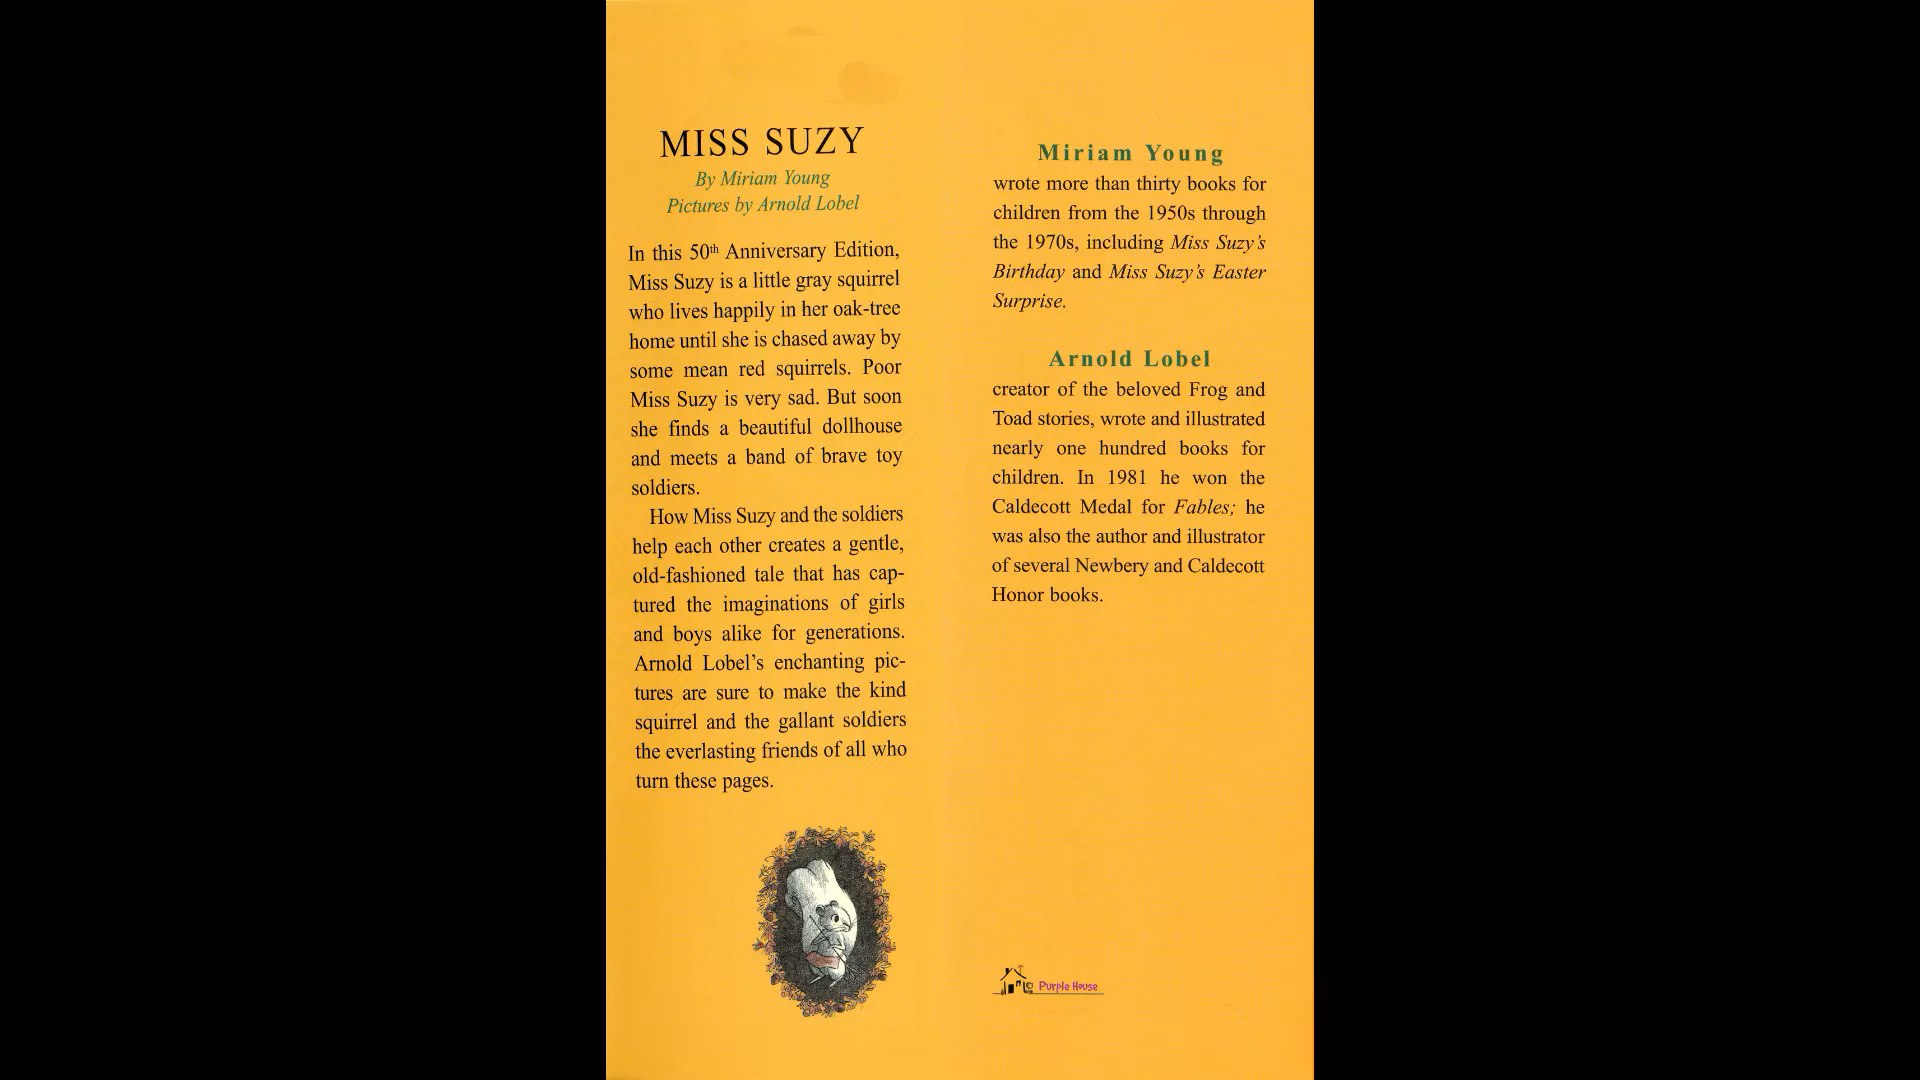 MISS SUZY
By Miriam Young
Pictures by Arnold Lobel
In this 50th Anniversary Edition,
Miss Suzy is a little gray squirrel
who lives happily in her oak-tree
home until she is chased away by
some mean red squirrels. Poor
Miss Suzy is very sad. But soon
she finds a beautiful dollhouse
and meets a band of brave toy
soldiers.
How Miss Suzy and the soldiers
help each other creates a gentle,
old-fashioned tale that has cap-
tured the imaginations of girls
and boys alike for generations.
Arnold Lobel’s enchanting pic-
tures are sure to make the kind
squirrel and the gallant soldiers
the everlasting friends of all who
turn these pages.
Miriam Young
wrote more than thirty books for
children from the 1950s through
the 1970s, including Miss Suzy’s
Birthday and Miss Suzy’s Easter
Surprise.
Arnold Lobel
creator of the beloved Frog and
Toad stories, wrote and illustrated
nearly one hundred books for
children. In 1981 he won the
Caldecott Medal for Fables; he
was also the author and illustrator
of several Newbery and Caldecott
Honor books.
Purple House